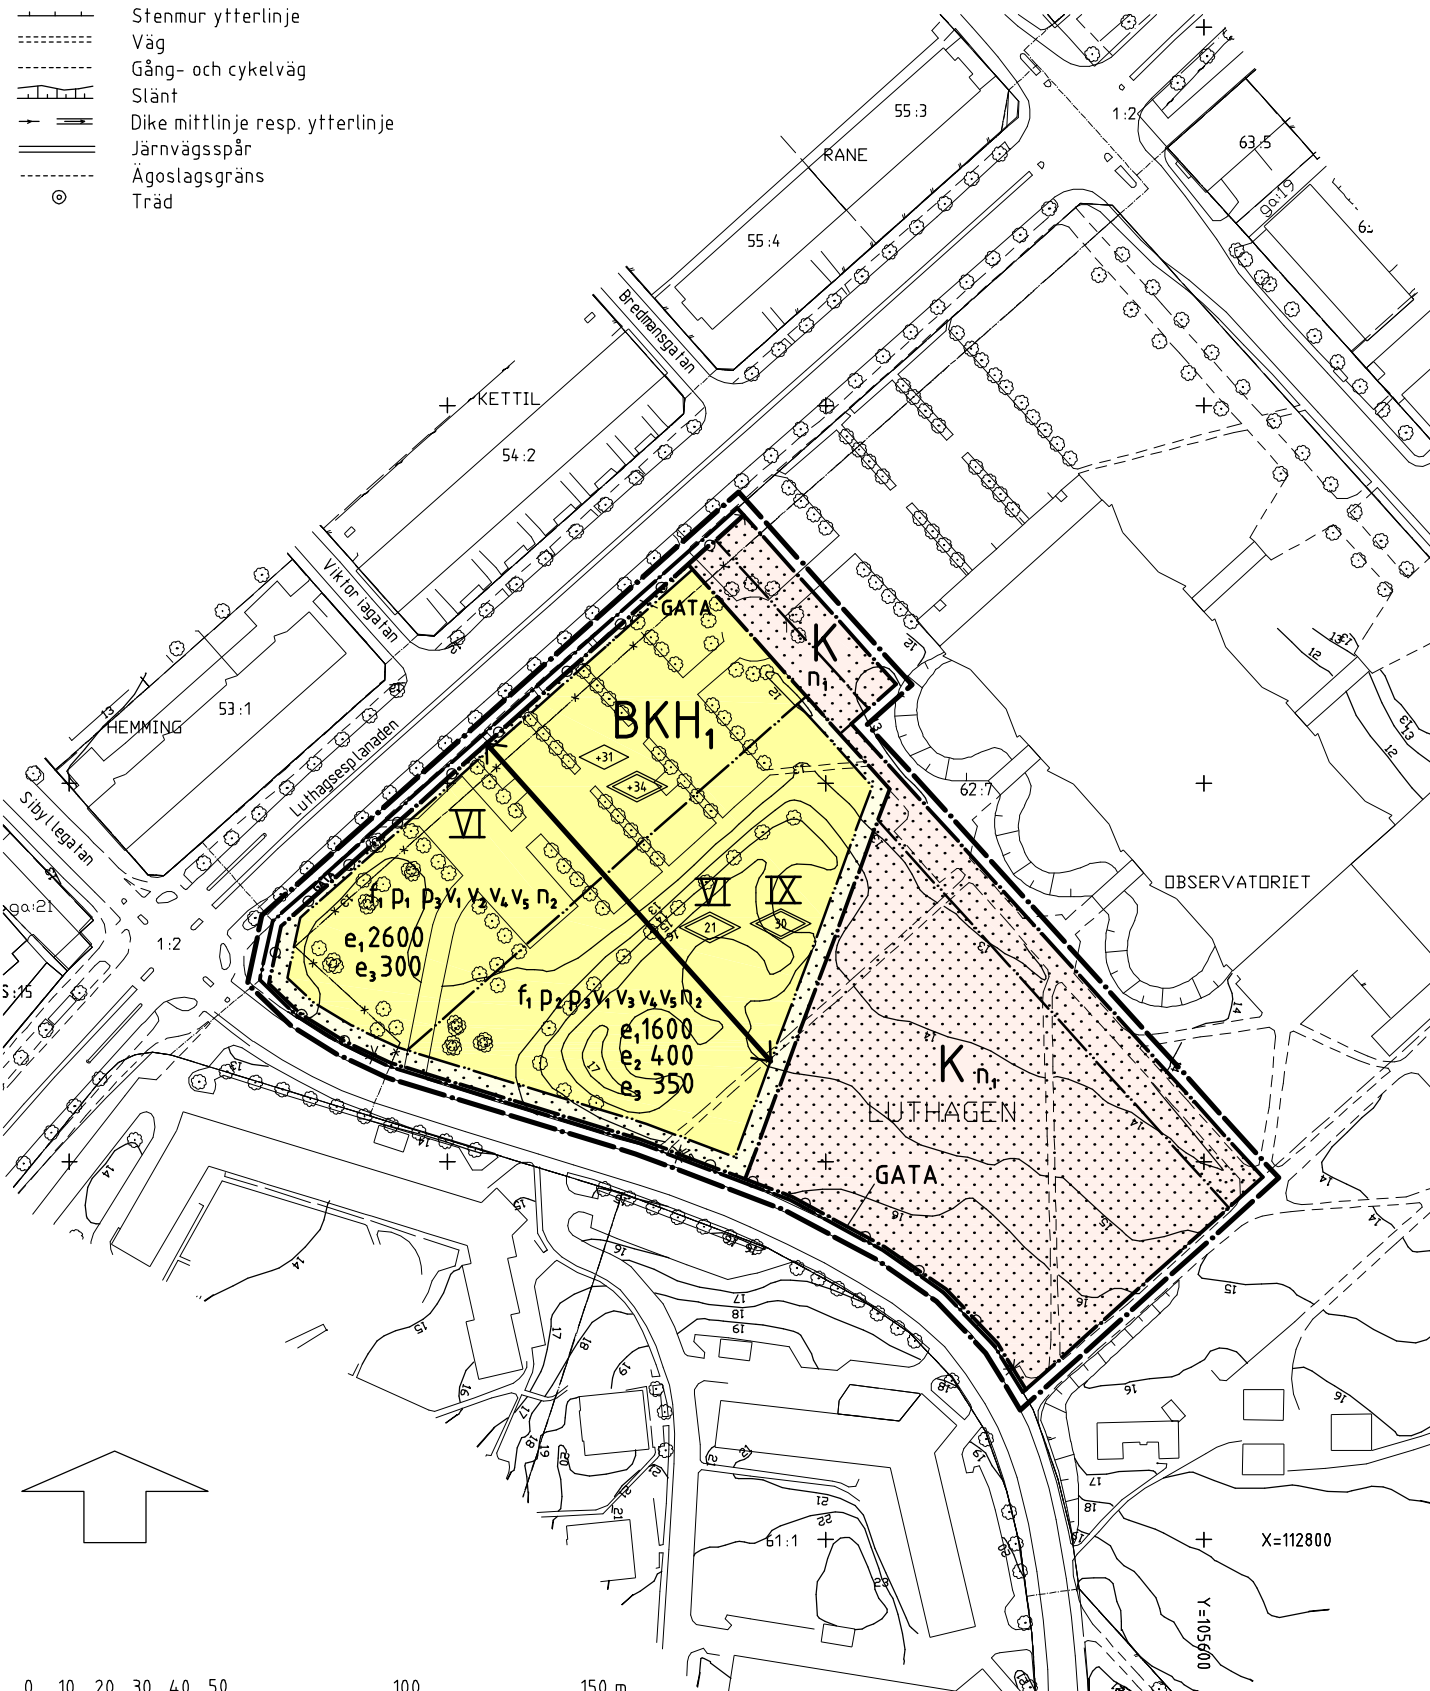 Stenmur ytterlinje
Väg
Gång- och cykelväg
Slänt
Dike mittlinje resp. ytterlinje
Järnvägsspår
Ägoslagsgräns
Träd
55:3
RANE
1:2
63:5
ga:19
55:4
Bredmansgatan
KETTIL
54:2
Viktoriagatan
GATA
K
n1
53:1
HEMMING
BKH1
Luthagsesplanaden
+31
+34
62:7
Sibyllegatan
VI
VI IX
OBSERVATORIET
f1 p1 p3 v1 v2 v4 v5 n2
ga:21
21
30
1:2
e1 2600
e3 300
f1 p2 p3 v1 v3 v4 v5 n2
e1 1600
e2 400
e3 350
K n1
LUTHAGEN
GATA
61:1
X=112800
Y=105600
0 10 20 30 40 50 100 150 m